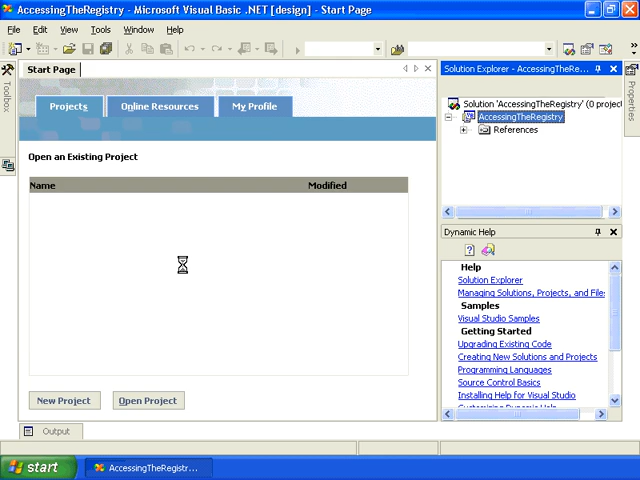 AccessingTheRegistry - Microsoft Visual Basic .NET [design] - Start Page
File Edit View Tools Window Help
Start Page
Projects Online Resources My Profile
Open an Existing Project
Name Modified
New Project Open Project
Output
Toolbox
Solution Explorer - AccessingTheRe...
Solution 'AccessingTheRegistry' (0 project
AccessingTheRegistry
References
Properties
Dynamic Help
Help
Solution Explorer
Managing Solutions, Projects, and Files
Samples
Visual Studio Samples
Getting Started
Upgrading Existing Code
Creating New Solutions and Projects
Programming Languages
Source Control Basics
Installing Help for Visual Studio
Customizing Dynamic Help
start
AccessingTheRegistr...